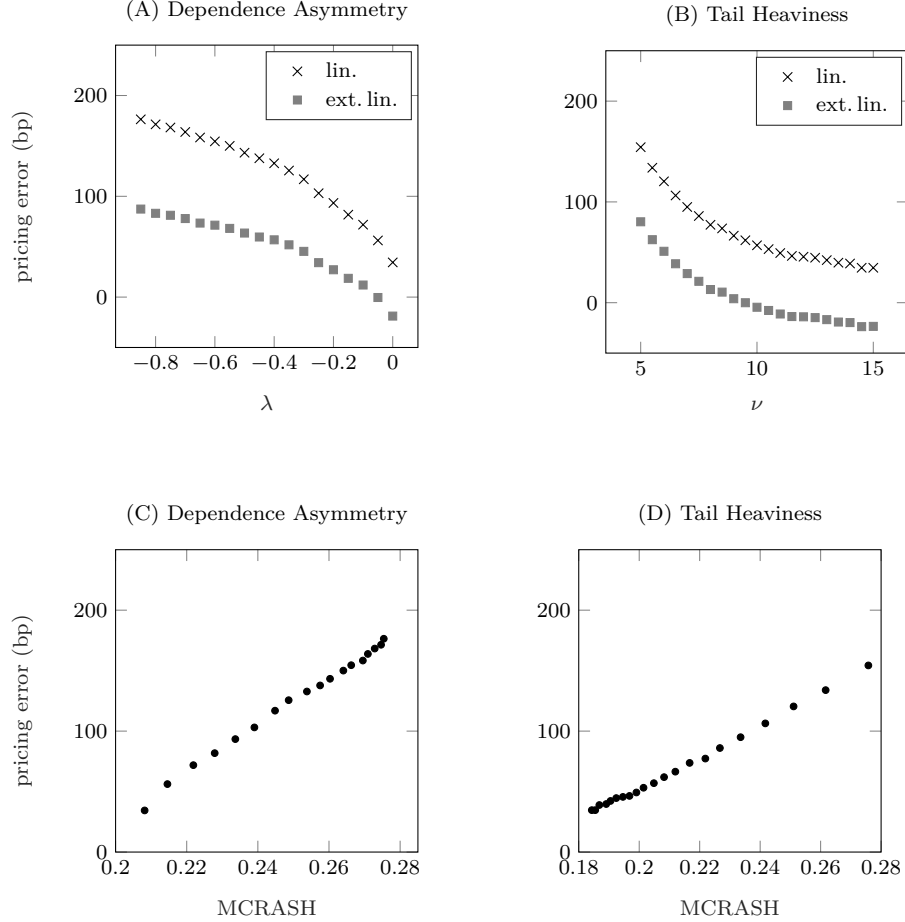 (A) Dependence Asymmetry
(B) Tail Heaviness
pricing error (bp)
200
100
0
lin.
ext. lin.
−0.8
−0.6
−0.4
−0.2
0
λ
200
100
0
lin.
ext. lin.
5
10
15
ν
(C) Dependence Asymmetry
(D) Tail Heaviness
pricing error (bp)
200
100
0
0.2
0.22
0.24
0.26
0.28
MCRASH
200
100
0
0.18
0.2
0.22
0.24
0.26
0.28
MCRASH